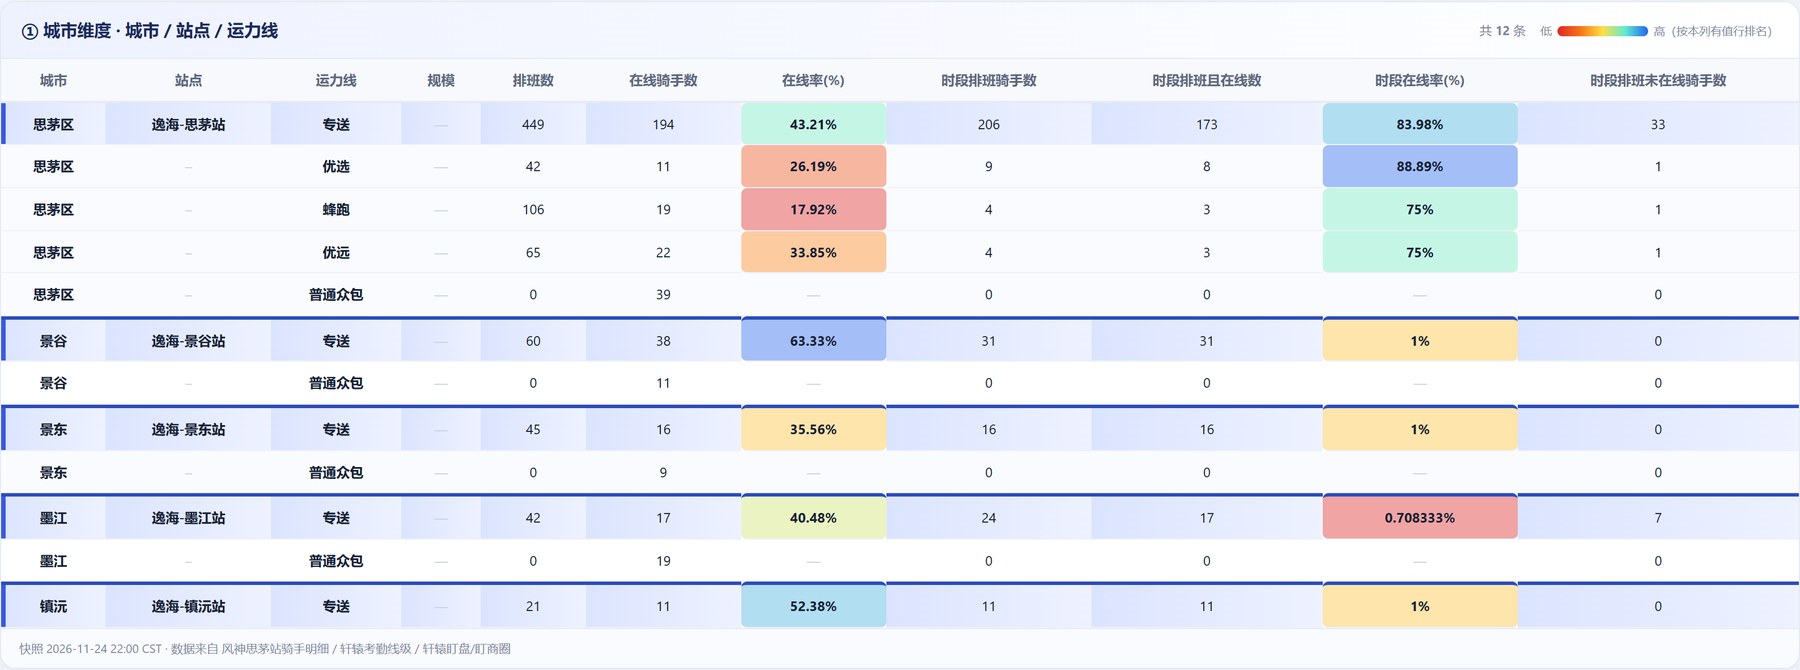 ① 城市维度 · 城市 / 站点 / 运力线
共 12 条 低 高 (按本列有值行排名)
城市 站点 运力线 规模 排班数 在线骑手数 在线率(%) 时段排班骑手数 时段排班且在线数 时段在线率(%) 时段排班未在线骑手数
思茅区 逸海-思茅站 专送 — 449 194 43.21% 206 173 83.98% 33
思茅区 – 优选 — 42 11 26.19% 9 8 88.89% 1
思茅区 – 蜂跑 — 106 19 17.92% 4 3 75% 1
思茅区 – 优远 — 65 22 33.85% 4 3 75% 1
思茅区 – 普通众包 — 0 39 — 0 0 — 0
景谷 逸海-景谷站 专送 — 60 38 63.33% 31 31 1% 0
景谷 – 普通众包 — 0 11 — 0 0 — 0
景东 逸海-景东站 专送 — 45 16 35.56% 16 16 1% 0
景东 – 普通众包 — 0 9 — 0 0 — 0
墨江 逸海-墨江站 专送 — 42 17 40.48% 24 17 0.708333% 7
墨江 – 普通众包 — 0 19 — 0 0 — 0
镇沅 逸海-镇沅站 专送 — 21 11 52.38% 11 11 1% 0
快照 2026-11-24 22:00 CST · 数据来自 风神思茅站骑手明细 / 轩辕考勤线级 / 轩辕盯盘/盯商圈